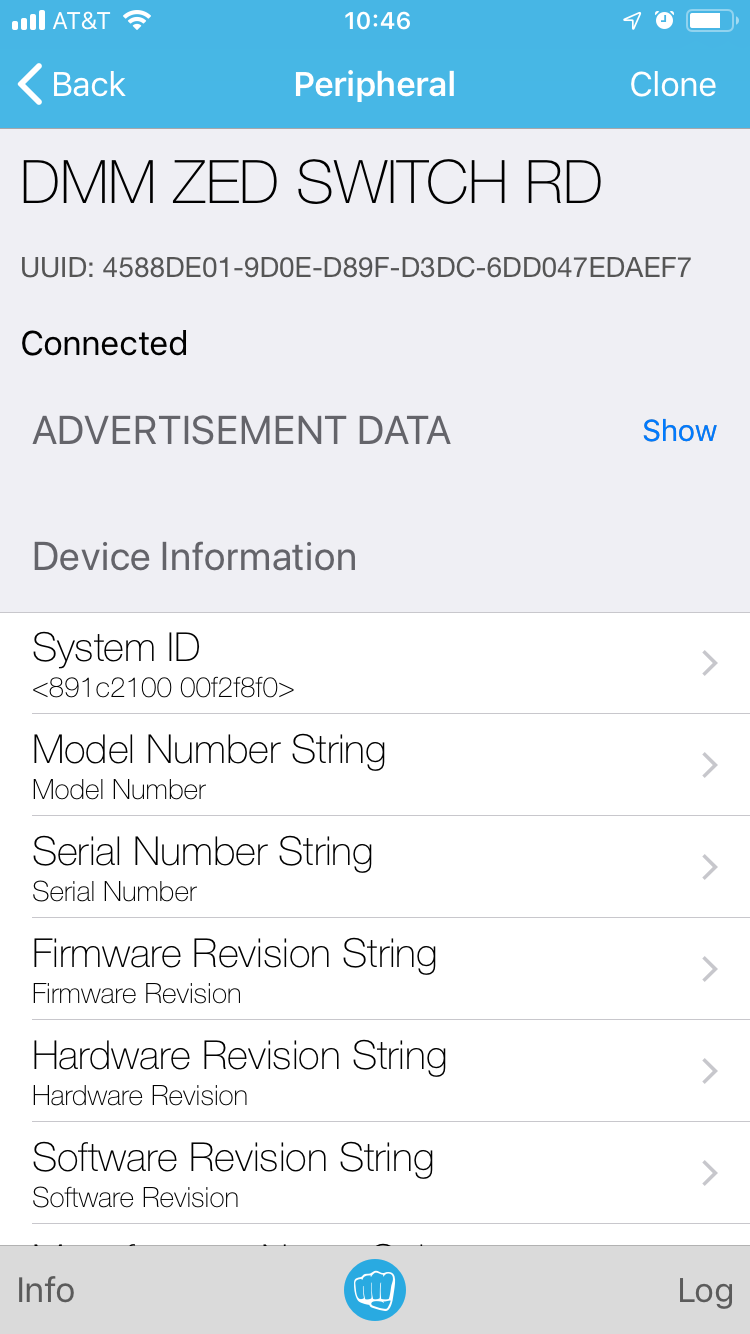 AT&T 10:46
Back Peripheral Clone
DMM ZED SWITCH RD
UUID: 4588DE01-9D0E-D89F-D3DC-6DD047EDAEF7
Connected
ADVERTISEMENT DATA Show
Device Information
System ID
<891c2100 00f2f8f0>
Model Number String
Model Number
Serial Number String
Serial Number
Firmware Revision String
Firmware Revision
Hardware Revision String
Hardware Revision
Software Revision String
Software Revision
Info Log